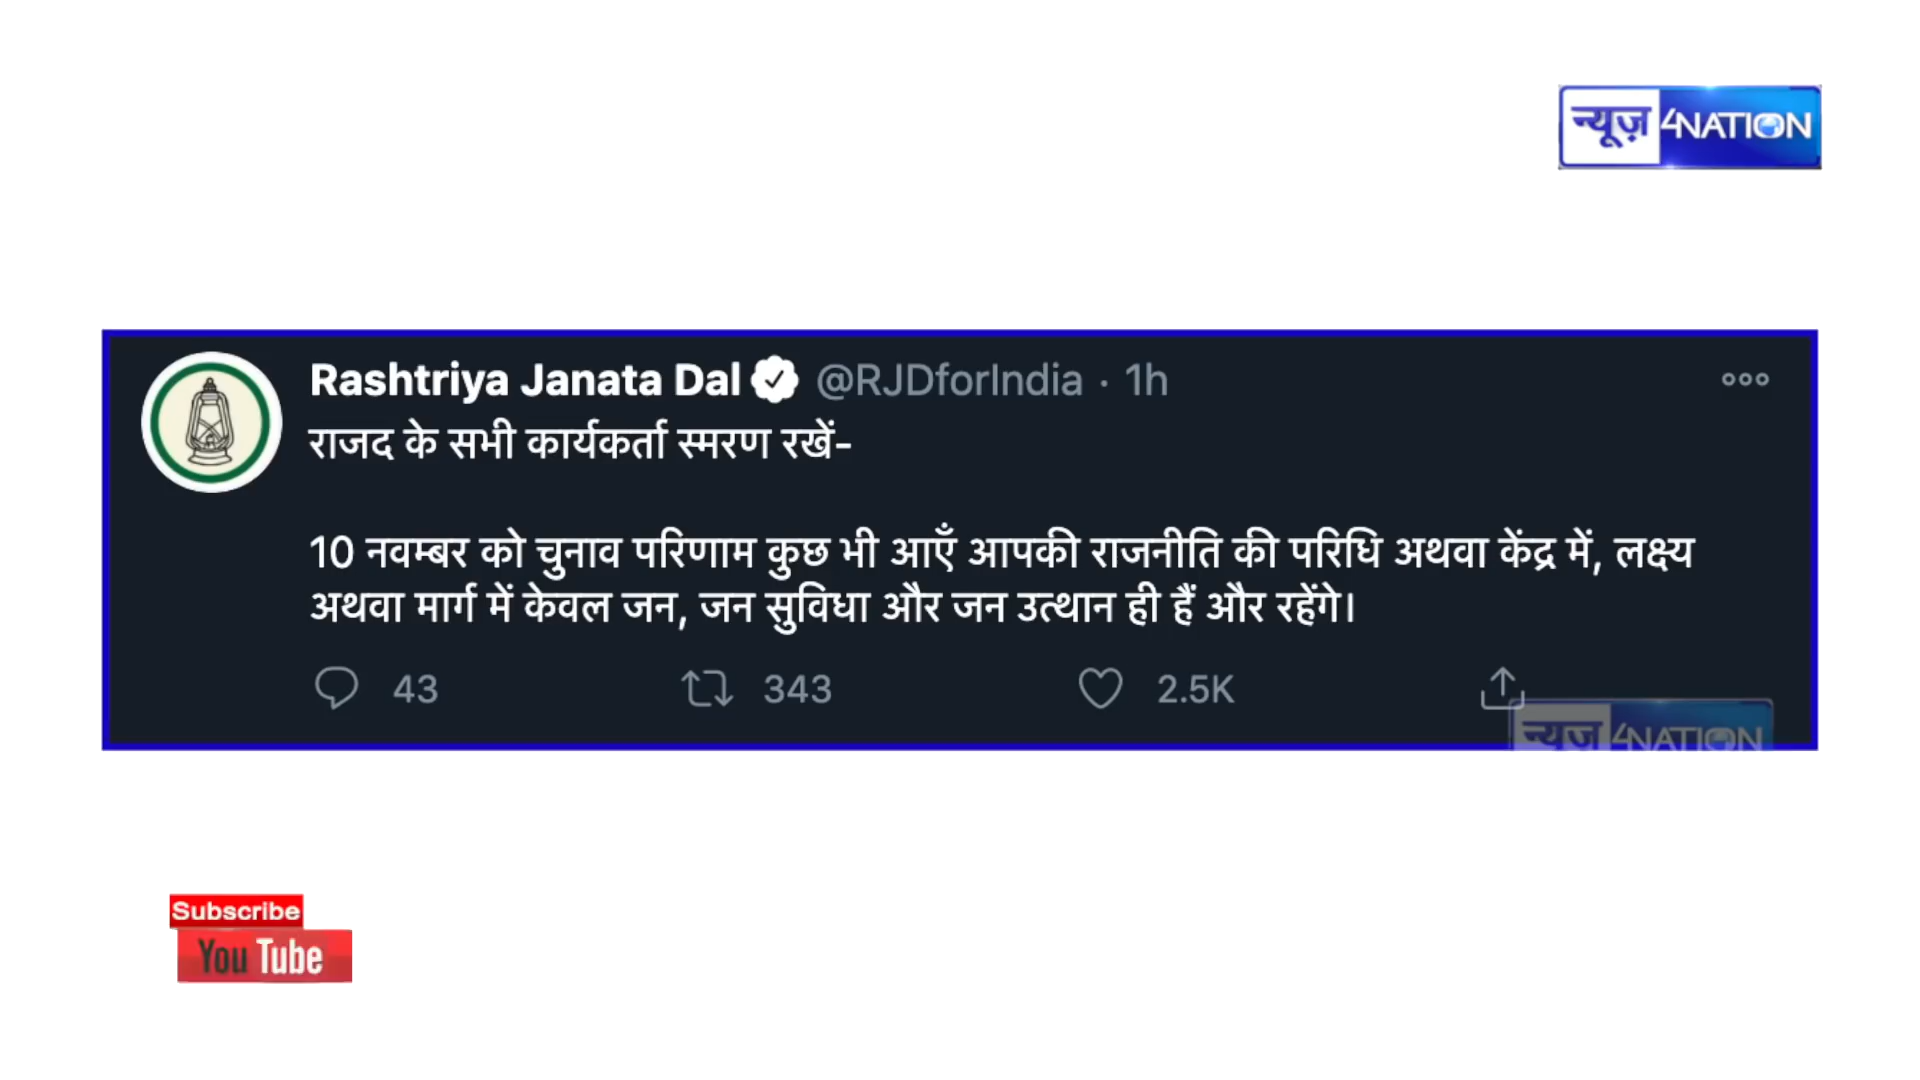 न्यूज़ 4NATION
Rashtriya Janata Dal @RJDforIndia · 1h
राजद के सभी कार्यकर्ता स्मरण रखें-
10 नवम्बर को चुनाव परिणाम कुछ भी आएँ आपकी राजनीति की परिधि अथवा केंद्र में, लक्ष्य
अथवा मार्ग में केवल जन, जन सुविधा और जन उत्थान ही हैं और रहेंगे।
43 343 2.5K
न्यूज़ 4NATION
Subscribe
You Tube